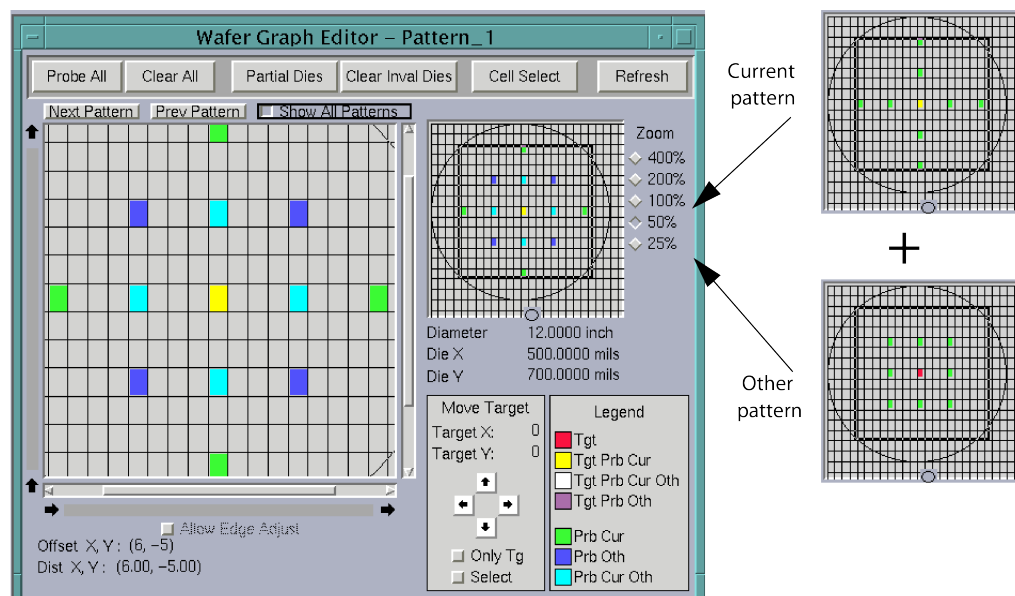 Wafer Graph Editor – Pattern_1
Probe All
Clear All
Partial Dies
Clear Inval Dies
Cell Select
Refresh
Next Pattern
Prev Pattern
Show All Patterns
Zoom
400%
200%
100%
50%
25%
Diameter 12.0000 inch
Die X 500.0000 mils
Die Y 700.0000 mils
Move Target
Target X: 0
Target Y: 0
Only Tg
Select
Legend
Tgt
Tgt Prb Cur
Tgt Prb Cur Oth
Tgt Prb Oth
Prb Cur
Prb Oth
Prb Cur Oth
Allow Edge Adjust
Offset X, Y : (6, –5)
Dist X, Y : (6.00, –5.00)
Current
pattern
+
Other
pattern